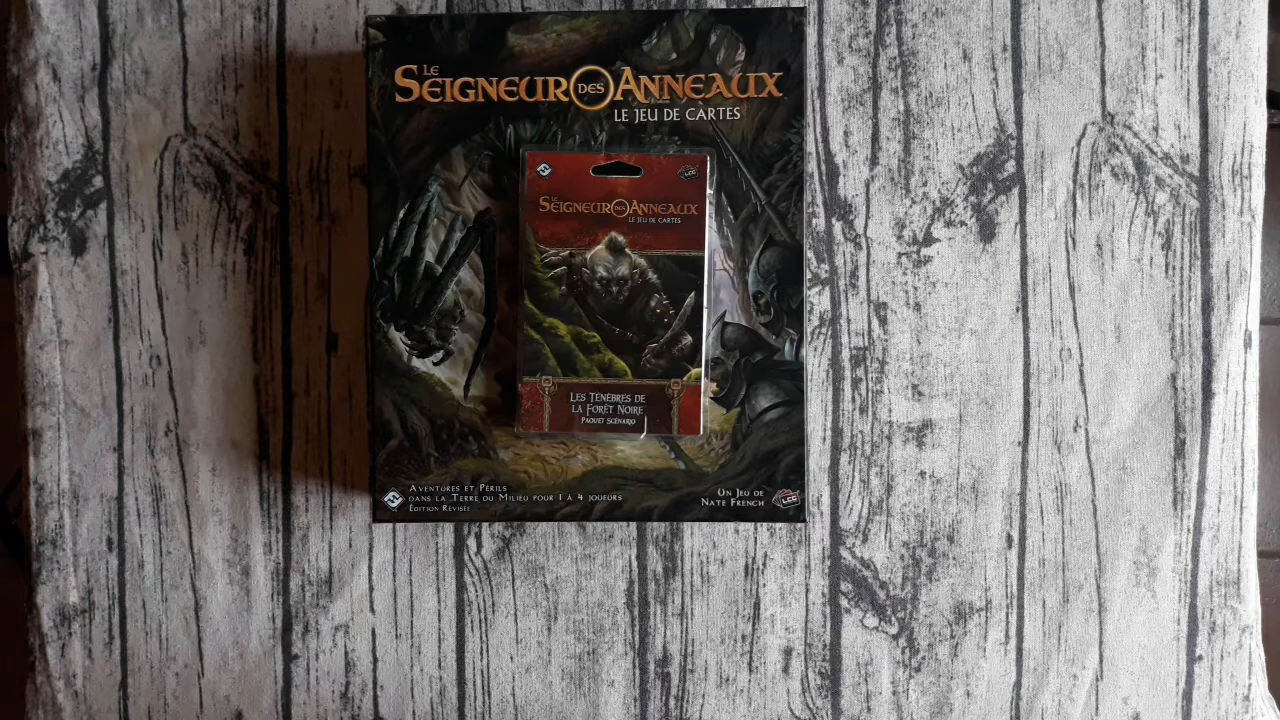 LE
SEIGNEUR DES ANNEAUX
LE JEU DE CARTES
LCG
LE
SEIGNEUR DES ANNEAUX
LE JEU DE CARTES
LES TÉNÈBRES DE
LA FORÊT NOIRE
PAQUET SCÉNARIO
AVENTURES ET PÉRILS
DANS LA TERRE DU MILIEU POUR 1 À 4 JOUEURS
ÉDITION RÉVISÉE
UN JEU DE
NATE FRENCH
LCG